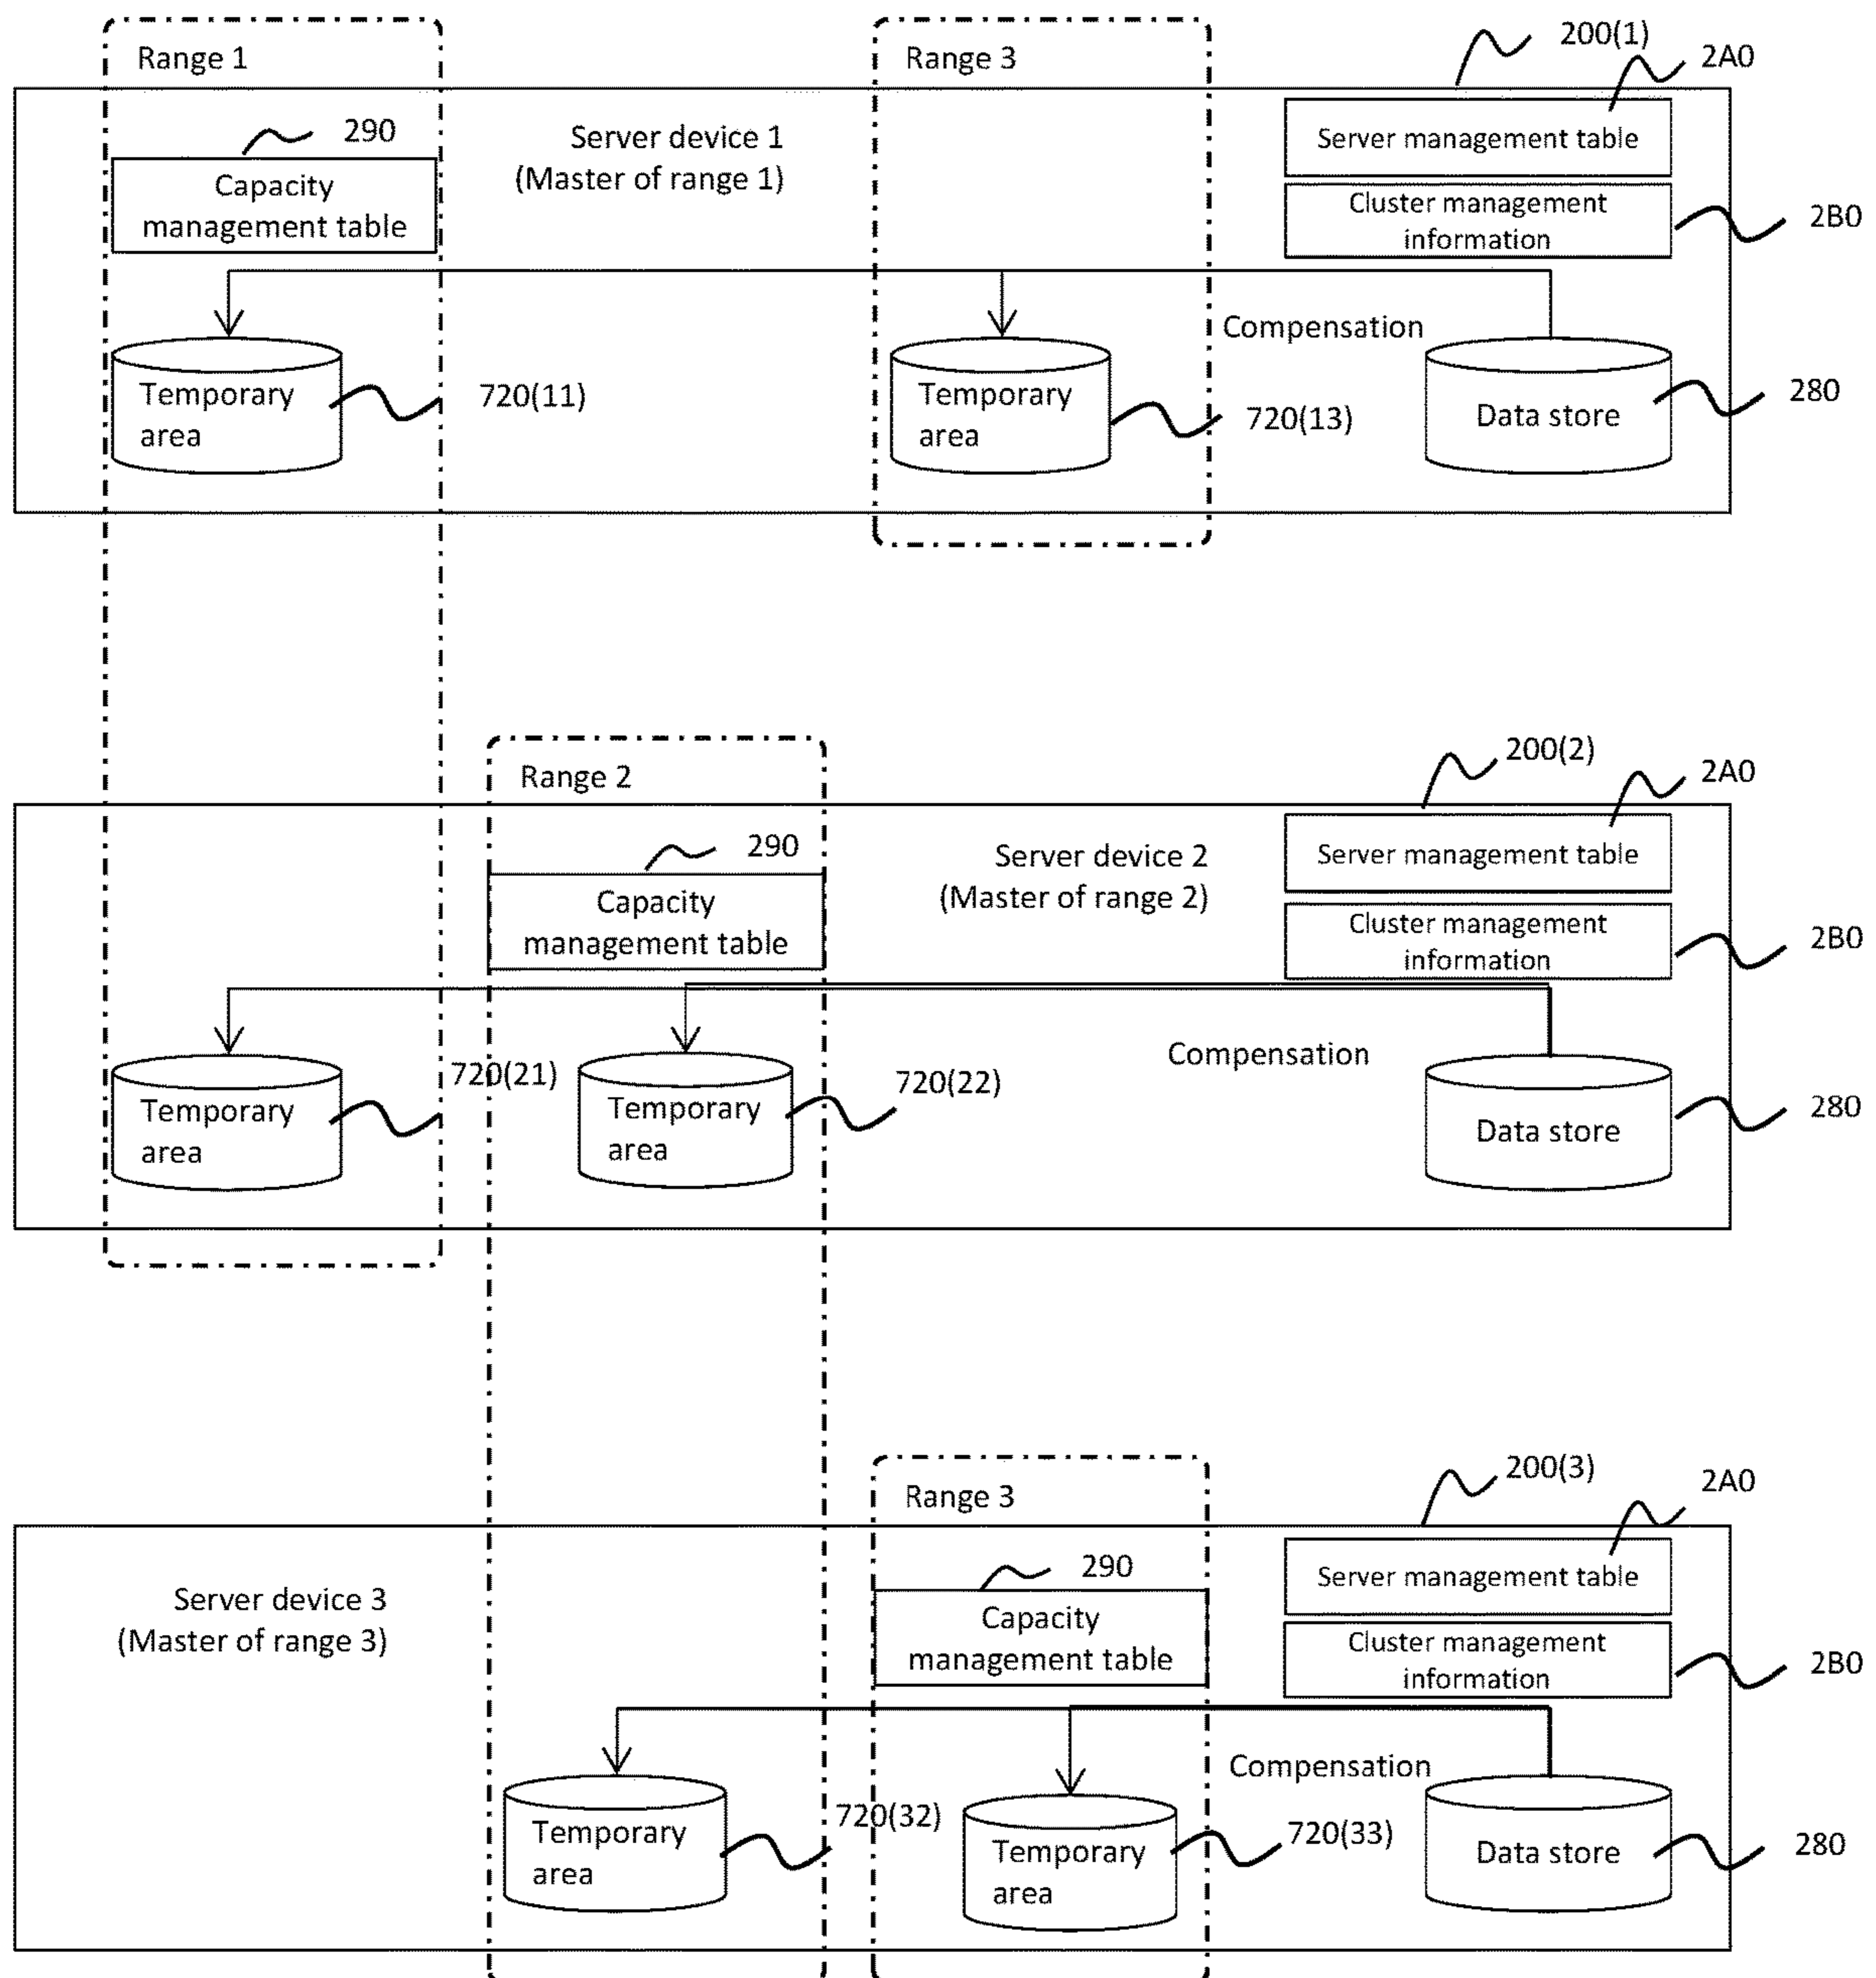 Range 1
Range 3
200(1)
2A0
290
Server device 1
(Master of range 1)
Server management table
Capacity
management table
Cluster management
information
2B0
Compensation
Temporary
area
720(11)
Temporary
area
720(13)
Data store
280
Range 2
200(2)
2A0
290
Server device 2
(Master of range 2)
Server management table
Capacity
management table
Cluster management
information
2B0
Compensation
Temporary
area
720(21)
Temporary
area
720(22)
Data store
280
Range 3
200(3)
2A0
Server device 3
(Master of range 3)
290
Server management table
Capacity
management table
Cluster management
information
2B0
Compensation
Temporary
area
720(32)
Temporary
area
720(33)
Data store
280